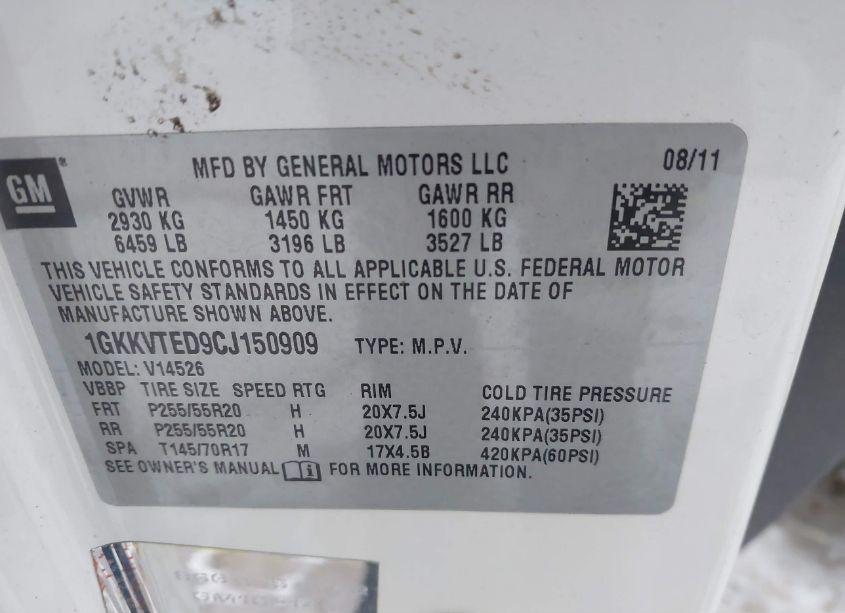 MFD BY GENERAL MOTORS LLC 08/11
GM
GVWR GAWR FRT GAWR RR
2930 KG 1450 KG 1600 KG
6459 LB 3196 LB 3527 LB
THIS VEHICLE CONFORMS TO ALL APPLICABLE U.S. FEDERAL MOTOR
VEHICLE SAFETY STANDARDS IN EFFECT ON THE DATE OF
MANUFACTURE SHOWN ABOVE.
1GKKVTED9CJ150909 TYPE: M.P.V.
MODEL: V14526
VBBP TIRE SIZE SPEED RTG RIM COLD TIRE PRESSURE
FRT P255/55R20 H 20X7.5J 240KPA(35PSI)
RR P255/55R20 H 20X7.5J 240KPA(35PSI)
SPA T145/70R17 M 17X4.5B 420KPA(60PSI)
SEE OWNER'S MANUAL FOR MORE INFORMATION.